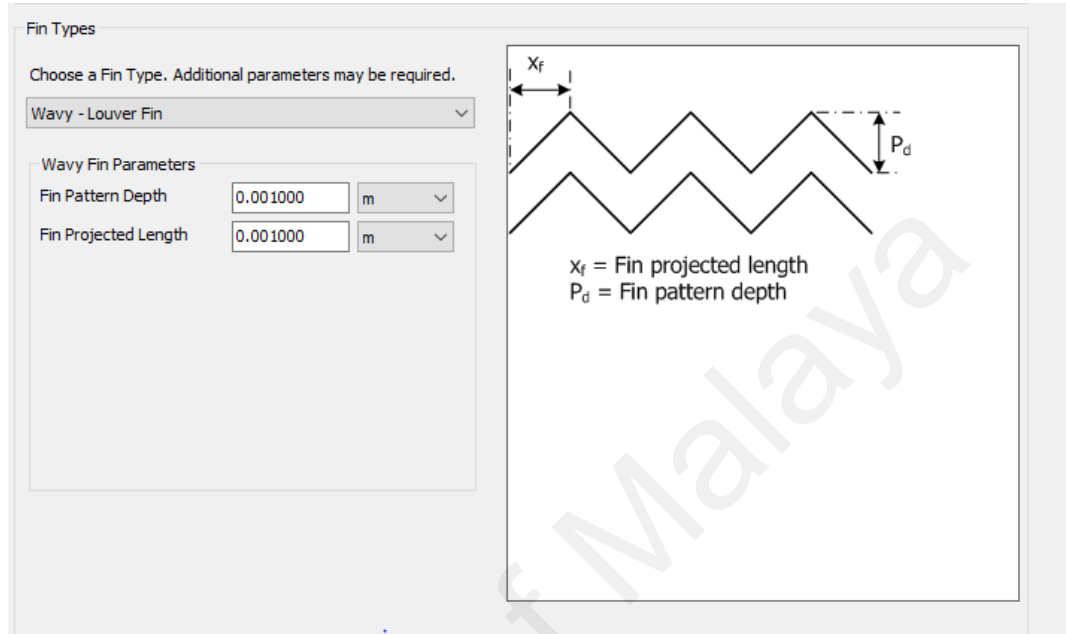 Fin Types
Choose a Fin Type. Additional parameters may be required.
Wavy - Louver Fin
Wavy Fin Parameters
Fin Pattern Depth 0.001000 m
Fin Projected Length 0.001000 m
xf
Pd
xf = Fin projected length
Pd = Fin pattern depth
f Malaya